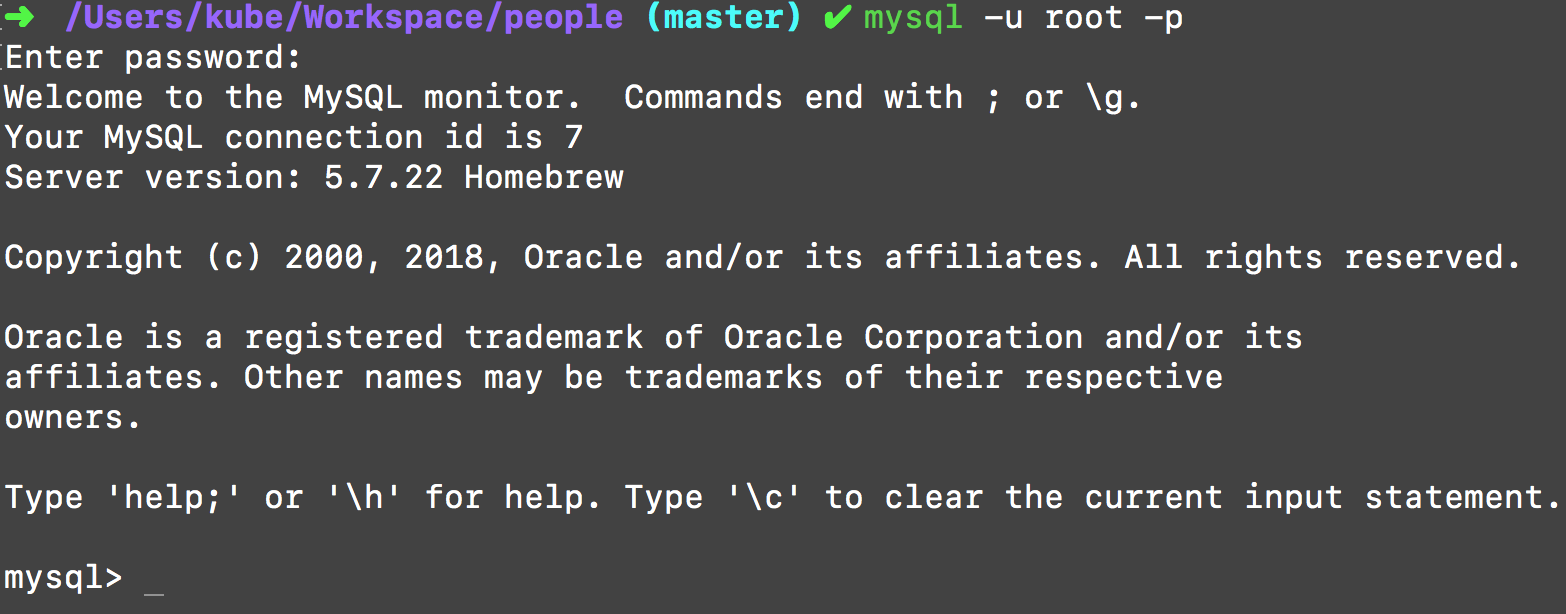 ➜ /Users/kube/Workspace/people (master) ✔ mysql -u root -p
Enter password:
Welcome to the MySQL monitor.  Commands end with ; or \g.
Your MySQL connection id is 7
Server version: 5.7.22 Homebrew
Copyright (c) 2000, 2018, Oracle and/or its affiliates. All rights reserved.
Oracle is a registered trademark of Oracle Corporation and/or its
affiliates. Other names may be trademarks of their respective
owners.
Type 'help;' or '\h' for help. Type '\c' to clear the current input statement.
mysql> _